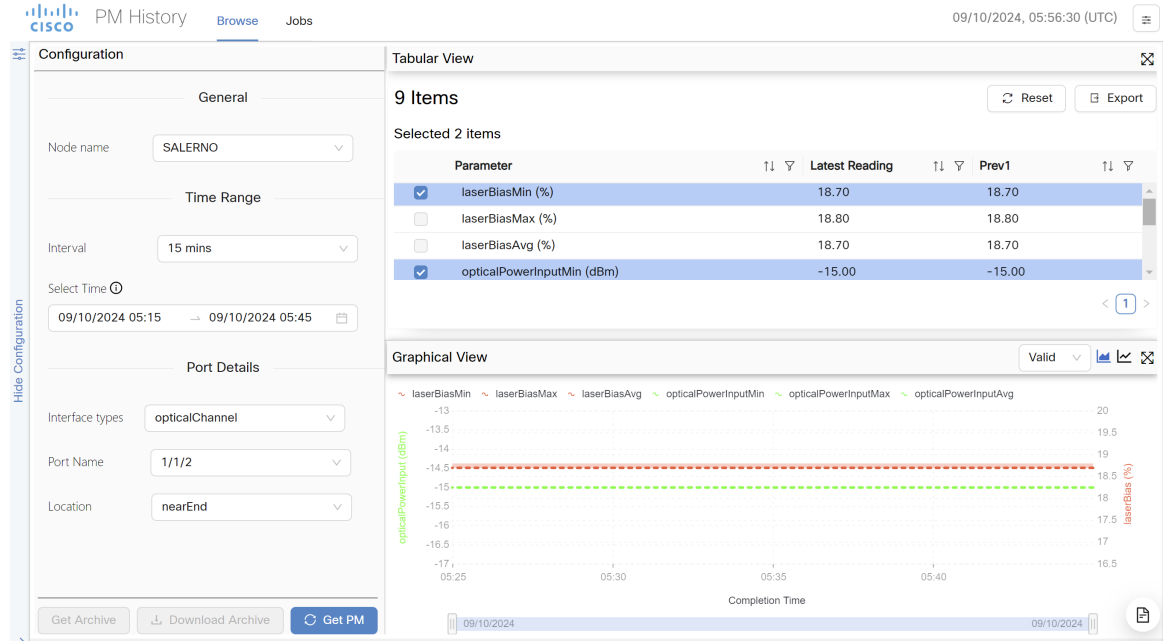 CISCO PM History Browse Jobs 09/10/2024, 05:56:30 (UTC)
Hide Configuration
Configuration
General
Node name SALERNO
Time Range
Interval 15 mins
Select Time
09/10/2024 05:15 → 09/10/2024 05:45
Port Details
Interface types opticalChannel
Port Name 1/1/2
Location nearEnd
Get Archive Download Archive Get PM
Tabular View
9 Items Reset Export
Selected 2 items
Parameter Latest Reading Prev1
laserBiasMin (%) 18.70 18.70
laserBiasMax (%) 18.80 18.80
laserBiasAvg (%) 18.70 18.70
opticalPowerInputMin (dBm) -15.00 -15.00
< 1 >
Graphical View Valid
laserBiasMin laserBiasMax laserBiasAvg opticalPowerInputMin opticalPowerInputMax opticalPowerInputAvg
opticalPowerInput (dBm)
-13
-13.5
-14
-14.5
-15
-15.5
-16
-16.5
-17
20
19.5
19
18.5
18
17.5
17
16.5
laserBias (%)
05:25 05:30 05:35 05:40
Completion Time
09/10/2024 09/10/2024